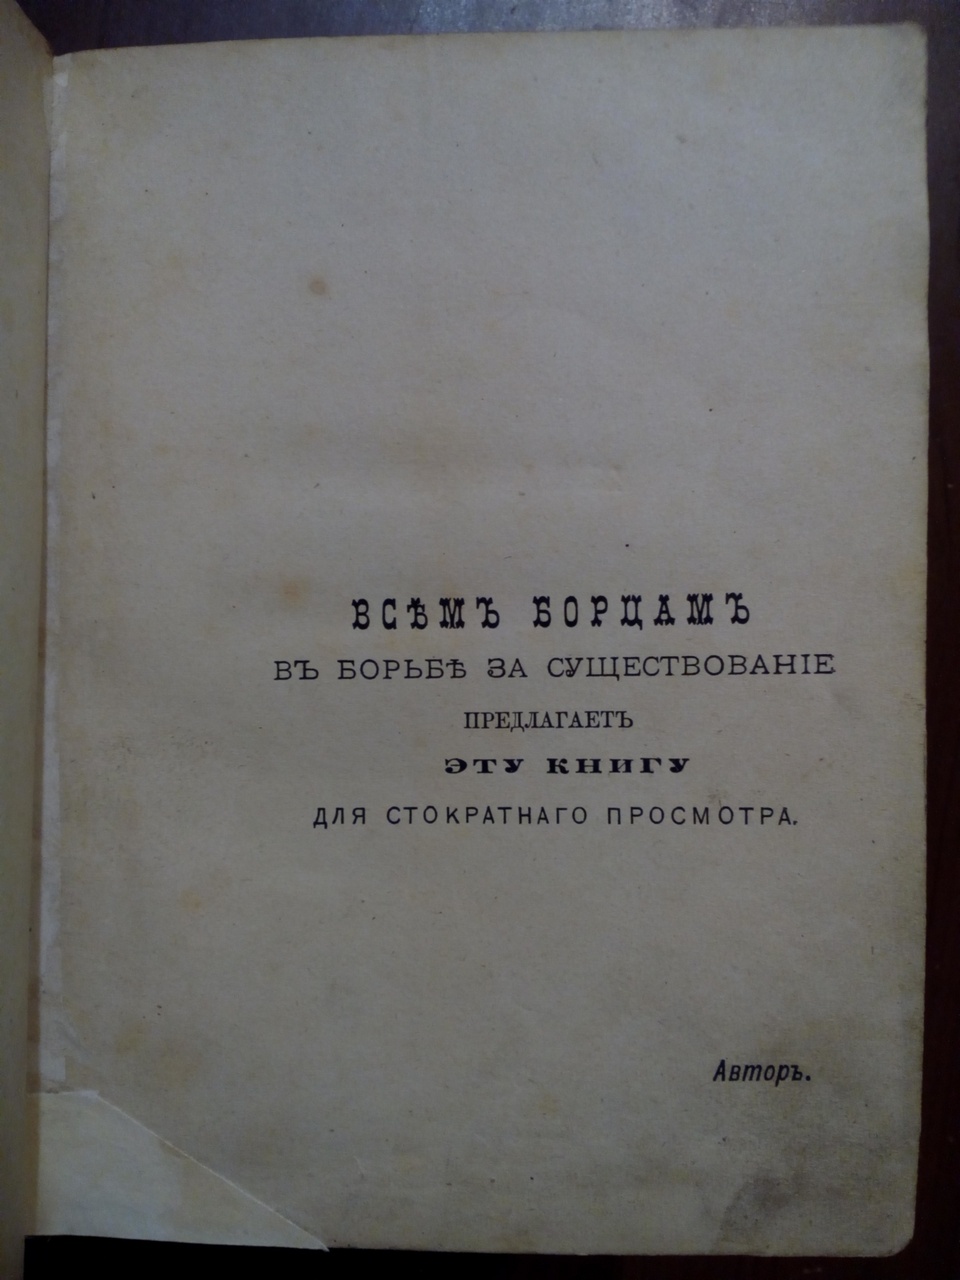 ВСѢМЪ БОРЦАМЪ
ВЪ БОРЬБѢ ЗА СУЩЕСТВОВАНІЕ
ПРЕДЛАГАЕТЪ
ЭТУ КНИГУ
ДЛЯ СТОКРАТНАГО ПРОСМОТРА.
Авторъ.